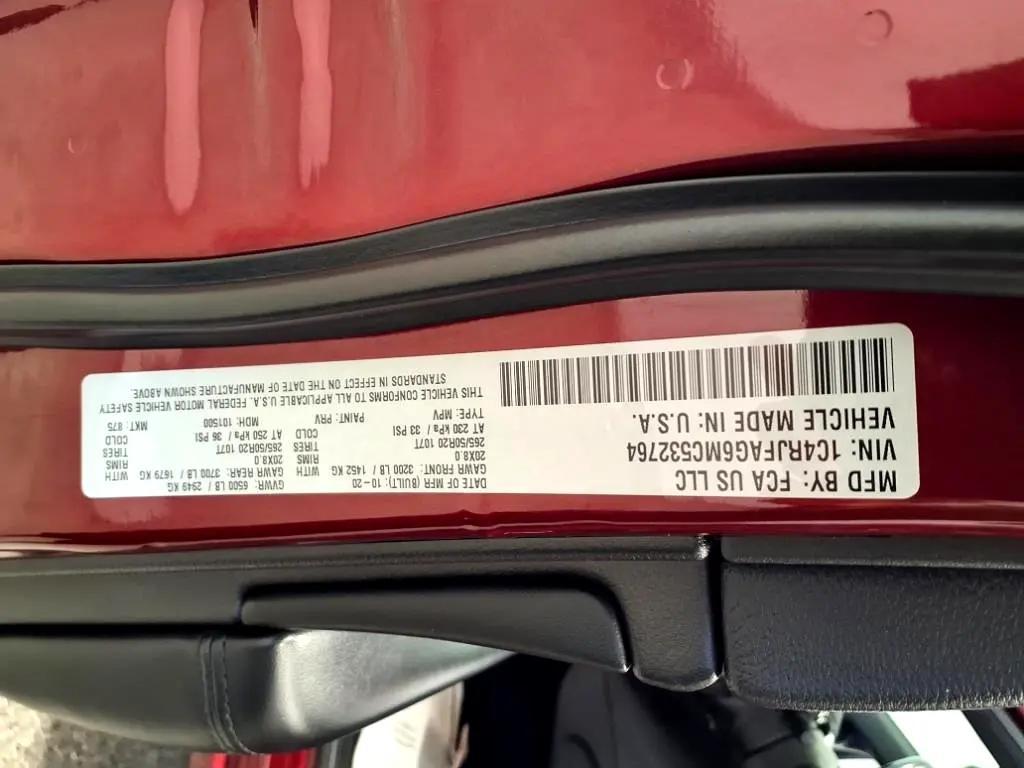 MFD BY: FCA US LLC
VIN: 1C4RJFAG6MC532764
VEHICLE MADE IN: U.S.A.
DATE OF MFR (BUILT): 10-20 GVWR: 6500 LB 2949 KG
GAWR FRONT: 3200 LB 1452 KG WITH GAWR REAR: 3700 LB 1679 KG WITH
20X8.0 RIMS 20X8.0 RIMS
265/50R20 107T TIRES 265/50R20 107T TIRES
AT 230 kPa / 33 PSI COLD AT 250 kPa / 36 PSI COLD
TYPE: MPV PAINT: PRV MDH: 101500 MKT: 875
THIS VEHICLE CONFORMS TO ALL APPLICABLE U.S.A. FEDERAL MOTOR VEHICLE SAFETY
STANDARDS IN EFFECT ON THE DATE OF MANUFACTURE SHOWN ABOVE.